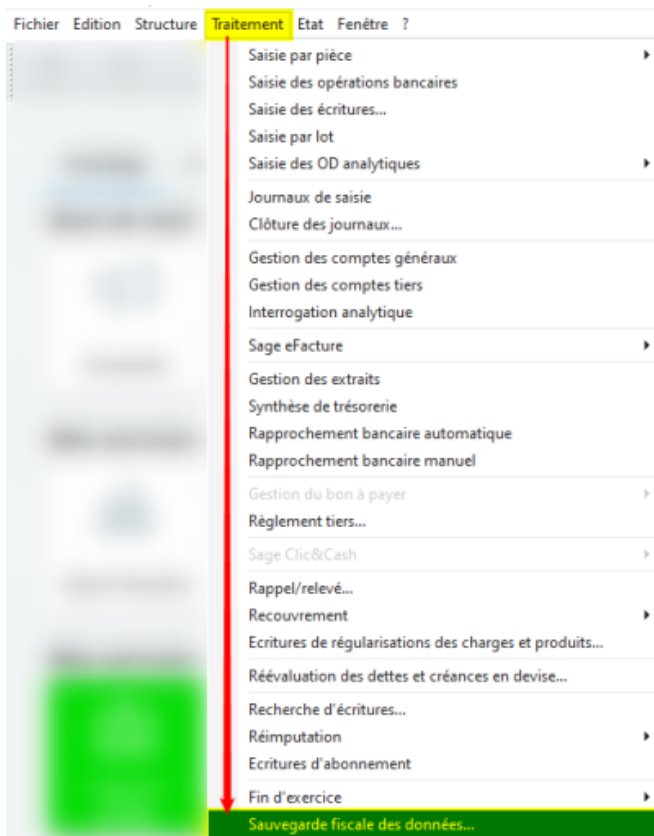 Fichier Edition Structure Traitement Etat Fenêtre ?
Saisie par pièce
Saisie des opérations bancaires
Saisie des écritures...
Saisie par lot
Saisie des OD analytiques
Journaux de saisie
Clôture des journaux...
Gestion des comptes généraux
Gestion des comptes tiers
Interrogation analytique
Sage eFacture
Gestion des extraits
Synthèse de trésorerie
Rapprochement bancaire automatique
Rapprochement bancaire manuel
Gestion du bon à payer
Règlement tiers...
Sage Clic&Cash
Rappel/relevé...
Recouvrement
Ecritures de régularisations des charges et produits...
Réévaluation des dettes et créances en devise...
Recherche d'écritures...
Réimputation
Ecritures d'abonnement
Fin d'exercice
Sauvegarde fiscale des données...